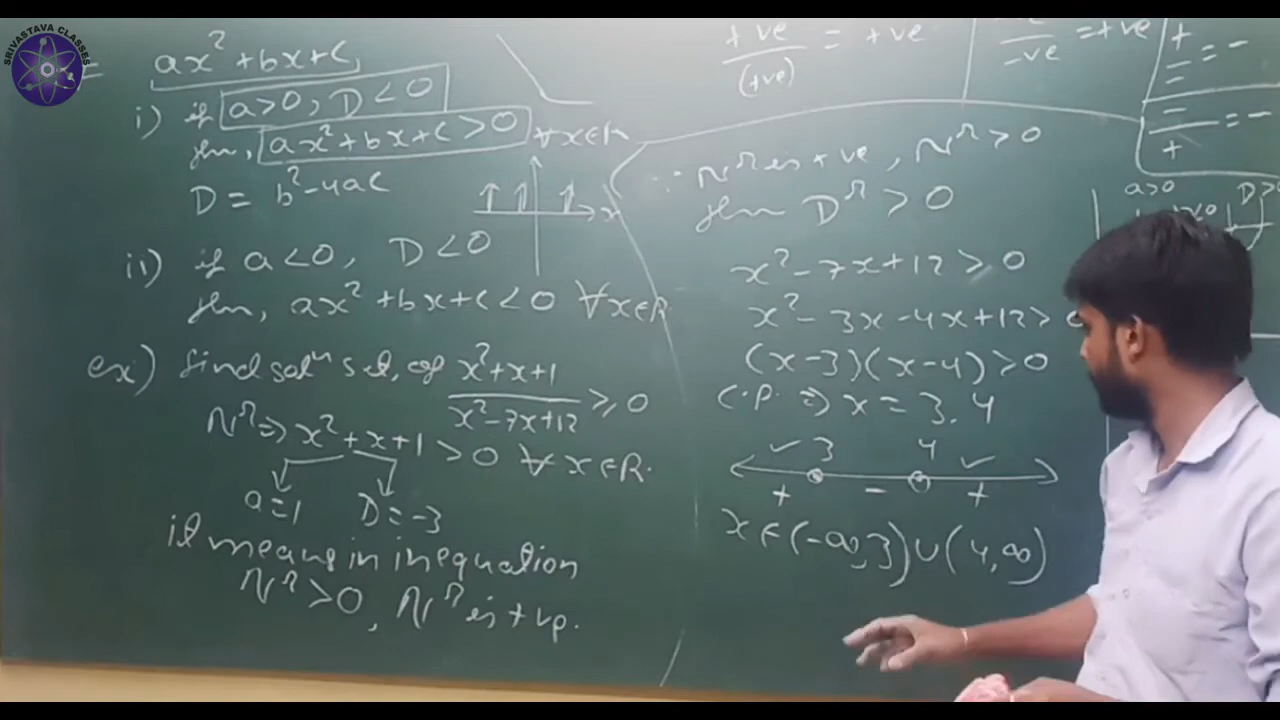 SRIVASTAVA CLASSES
ax² + bx + c,
i) if a>0, D<0
then, ax²+bx+c>0 ∀x∈R
D = b²-4ac
x
ii) if a<0, D<0
then, ax²+bx+c<0 ∀x∈R
ex) find solⁿ set, of x²+x+1 / x²-7x+12 ≥ 0
Nʳ ⇒ x²+x+1 > 0 ∀ x∈R.
a=1 D=-3
it means in inequation
Nʳ>0, Nʳ is +ve.
+ve / (+ve) = +ve
-ve = +ve
+ / - = -
- / + = -
∵ Nʳ is +ve, Nʳ>0
then Dʳ>0
x²-7x+12>0
x²-3x-4x+12>0
(x-3)(x-4)>0
C.P. ⇒ x = 3, 4
✓ 3 4 ✓
+ - +
x∈(-∞,3)∪(4,∞)
a>0